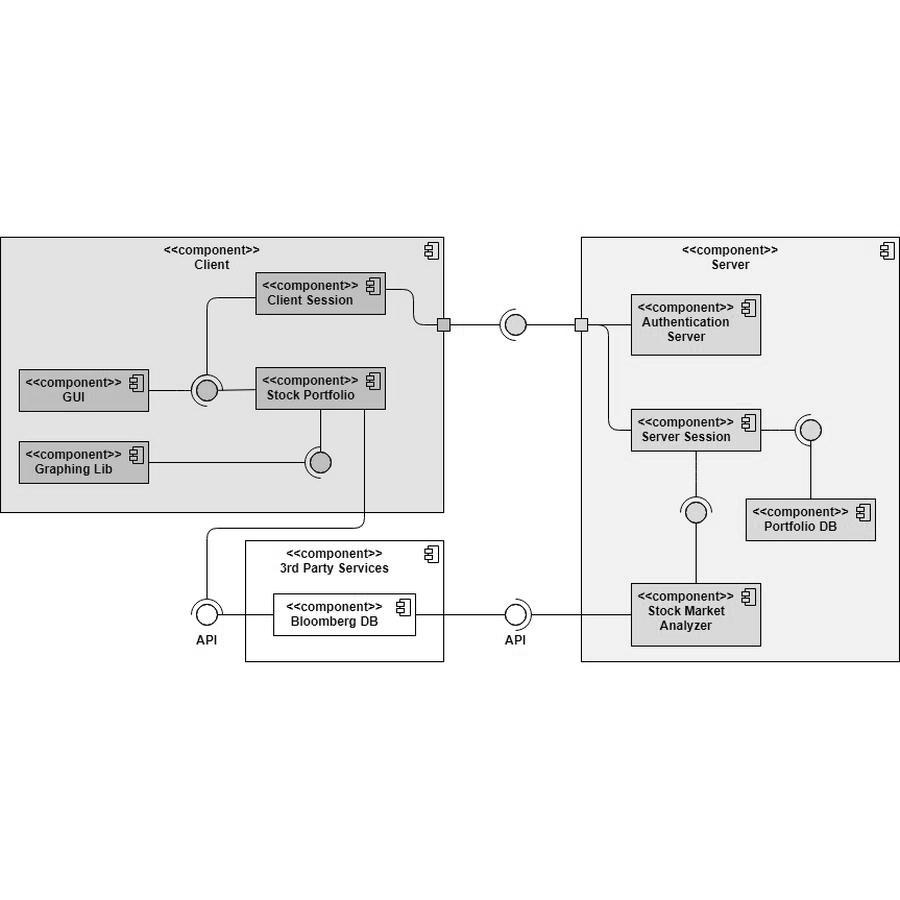 <<component>>
Client
<<component>>
Client Session
<<component>>
GUI
<<component>>
Stock Portfolio
<<component>>
Graphing Lib
<<component>>
3rd Party Services
<<component>>
Bloomberg DB
API
API
<<component>>
Server
<<component>>
Authentication
Server
<<component>>
Server Session
<<component>>
Portfolio DB
<<component>>
Stock Market
Analyzer